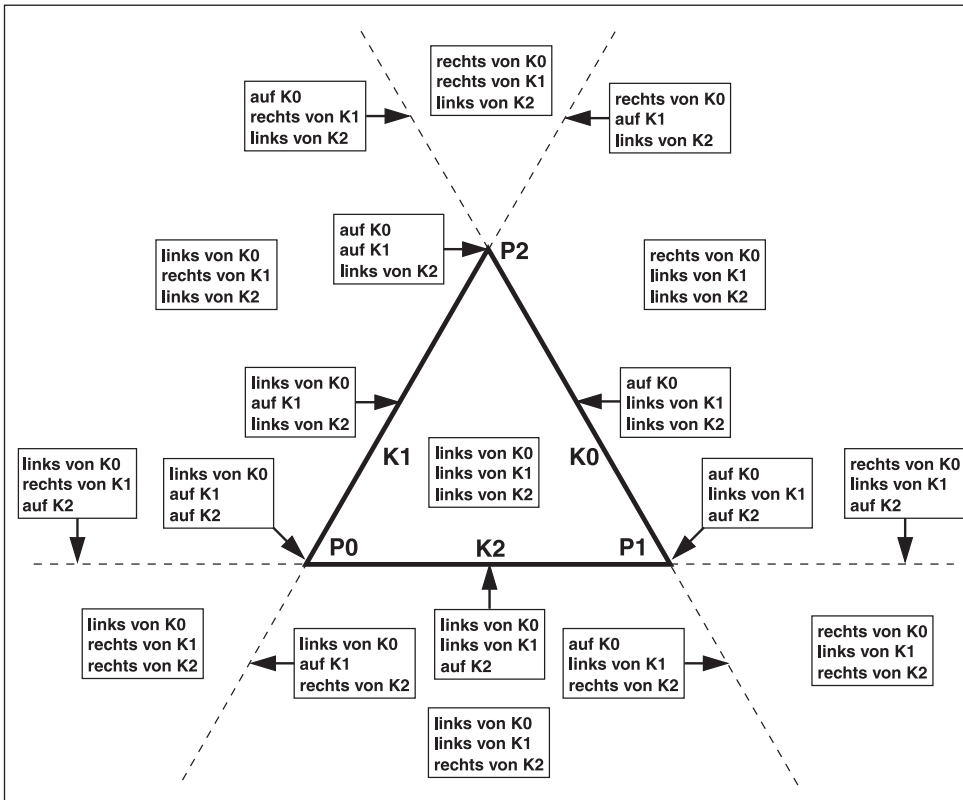 rechts von K0
rechts von K1
links von K2
auf K0
rechts von K1
links von K2
rechts von K0
auf K1
links von K2
auf K0
auf K1
links von K2
P2
links von K0
rechts von K1
links von K2
rechts von K0
links von K1
links von K2
links von K0
auf K1
links von K2
auf K0
links von K1
links von K2
K1
links von K0
links von K1
links von K2
K0
links von K0
rechts von K1
auf K2
links von K0
auf K1
auf K2
auf K0
links von K1
auf K2
rechts von K0
links von K1
auf K2
P0
K2
P1
links von K0
rechts von K1
rechts von K2
links von K0
auf K1
rechts von K2
links von K0
links von K1
auf K2
auf K0
links von K1
rechts von K2
rechts von K0
links von K1
rechts von K2
links von K0
links von K1
rechts von K2